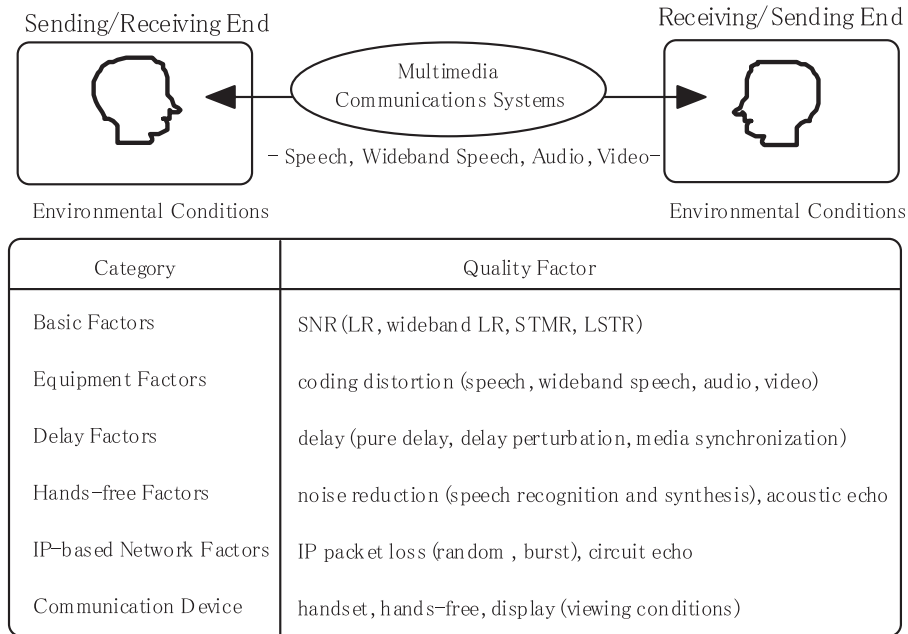 Sending/Receiving End
Receiving/Sending End
Multimedia
Communications Systems
- Speech, Wideband Speech, Audio, Video-
Environmental Conditions
Environmental Conditions
Category Quality Factor
Basic Factors SNR (LR, wideband LR, STMR, LSTR)
Equipment Factors coding distortion (speech, wideband speech, audio, video)
Delay Factors delay (pure delay, delay perturbation, media synchronization)
Hands-free Factors noise reduction (speech recognition and synthesis), acoustic echo
IP-based Network Factors IP packet loss (random , burst), circuit echo
Communication Device handset, hands-free, display (viewing conditions)